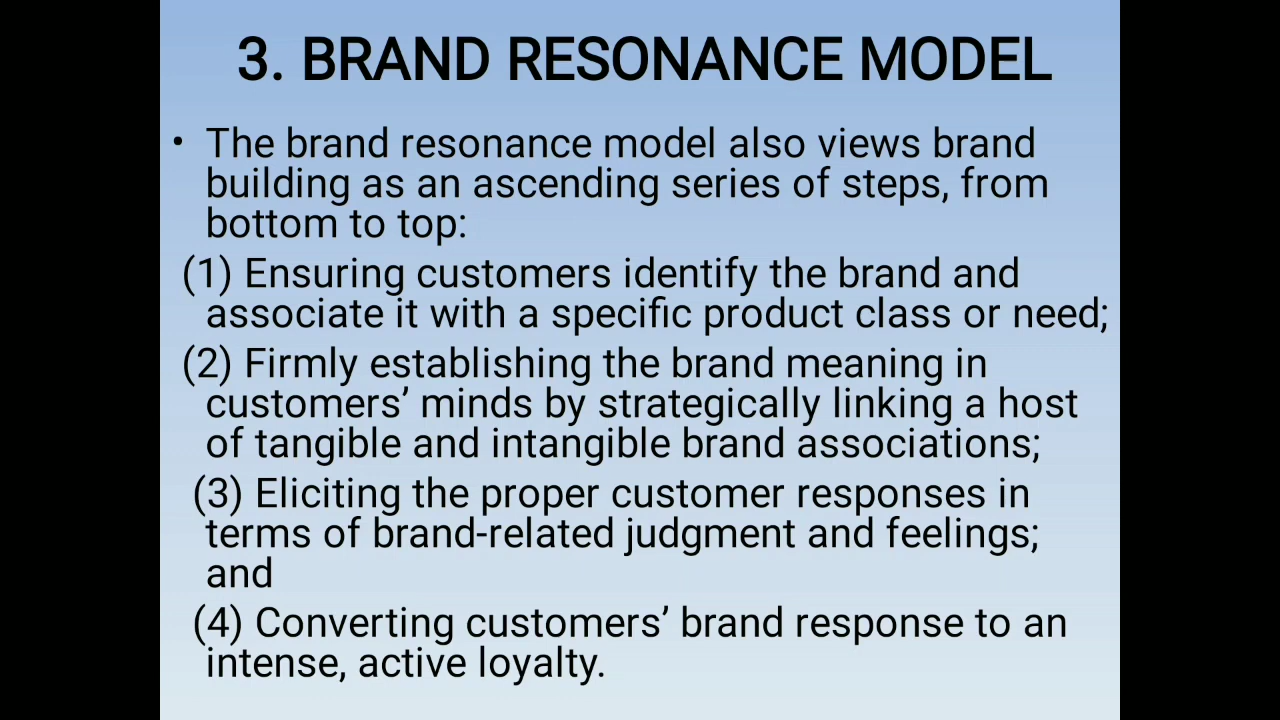 3. BRAND RESONANCE MODEL
• The brand resonance model also views brand
building as an ascending series of steps, from
bottom to top:
(1) Ensuring customers identify the brand and
associate it with a specific product class or need;
(2) Firmly establishing the brand meaning in
customers’ minds by strategically linking a host
of tangible and intangible brand associations;
(3) Eliciting the proper customer responses in
terms of brand-related judgment and feelings;
and
(4) Converting customers’ brand response to an
intense, active loyalty.